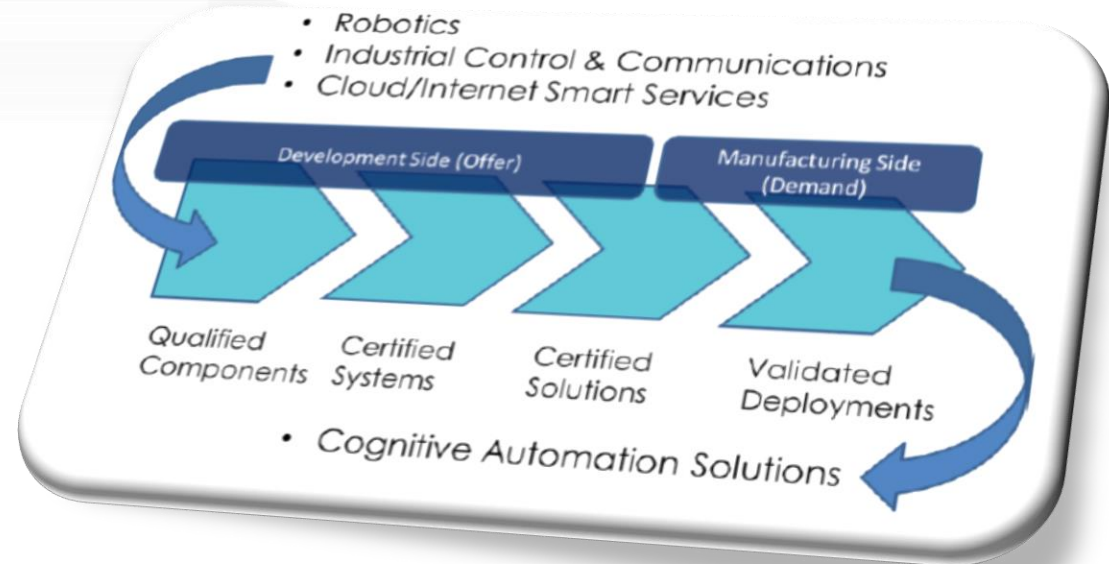 • Robotics
• Industrial Control & Communications
• Cloud/Internet Smart Services
Development Side (Offer)
Manufacturing Side
(Demand)
Qualified
Components
Certified
Systems
Certified
Solutions
Validated
Deployments
• Cognitive Automation Solutions